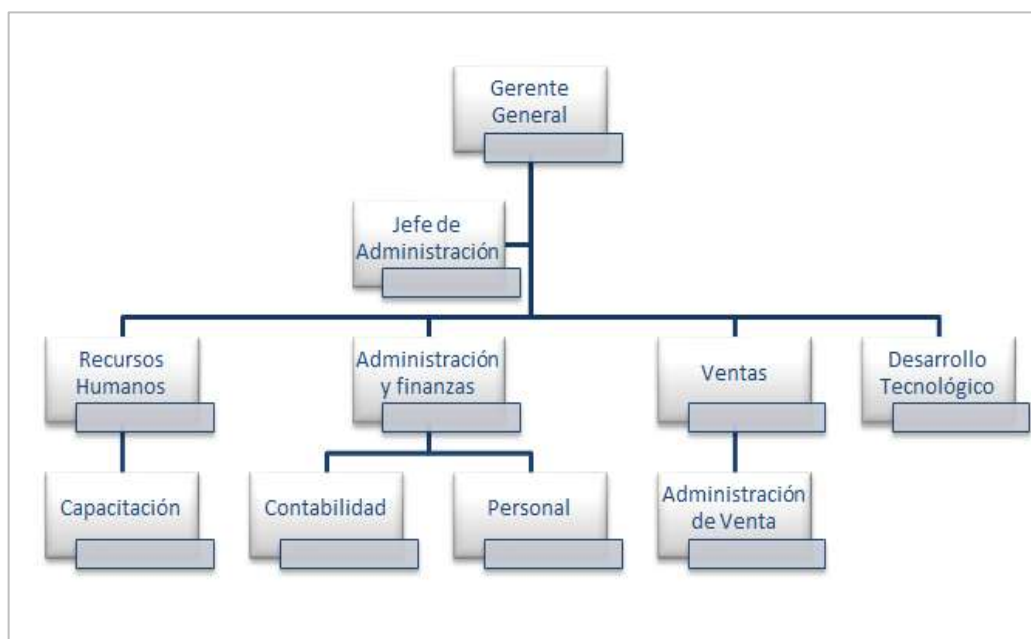 Gerente
General
Jefe de
Administración
Recursos
Humanos
Administración
y finanzas
Ventas
Desarrollo
Tecnológico
Capacitación
Contabilidad
Personal
Administración
de Venta